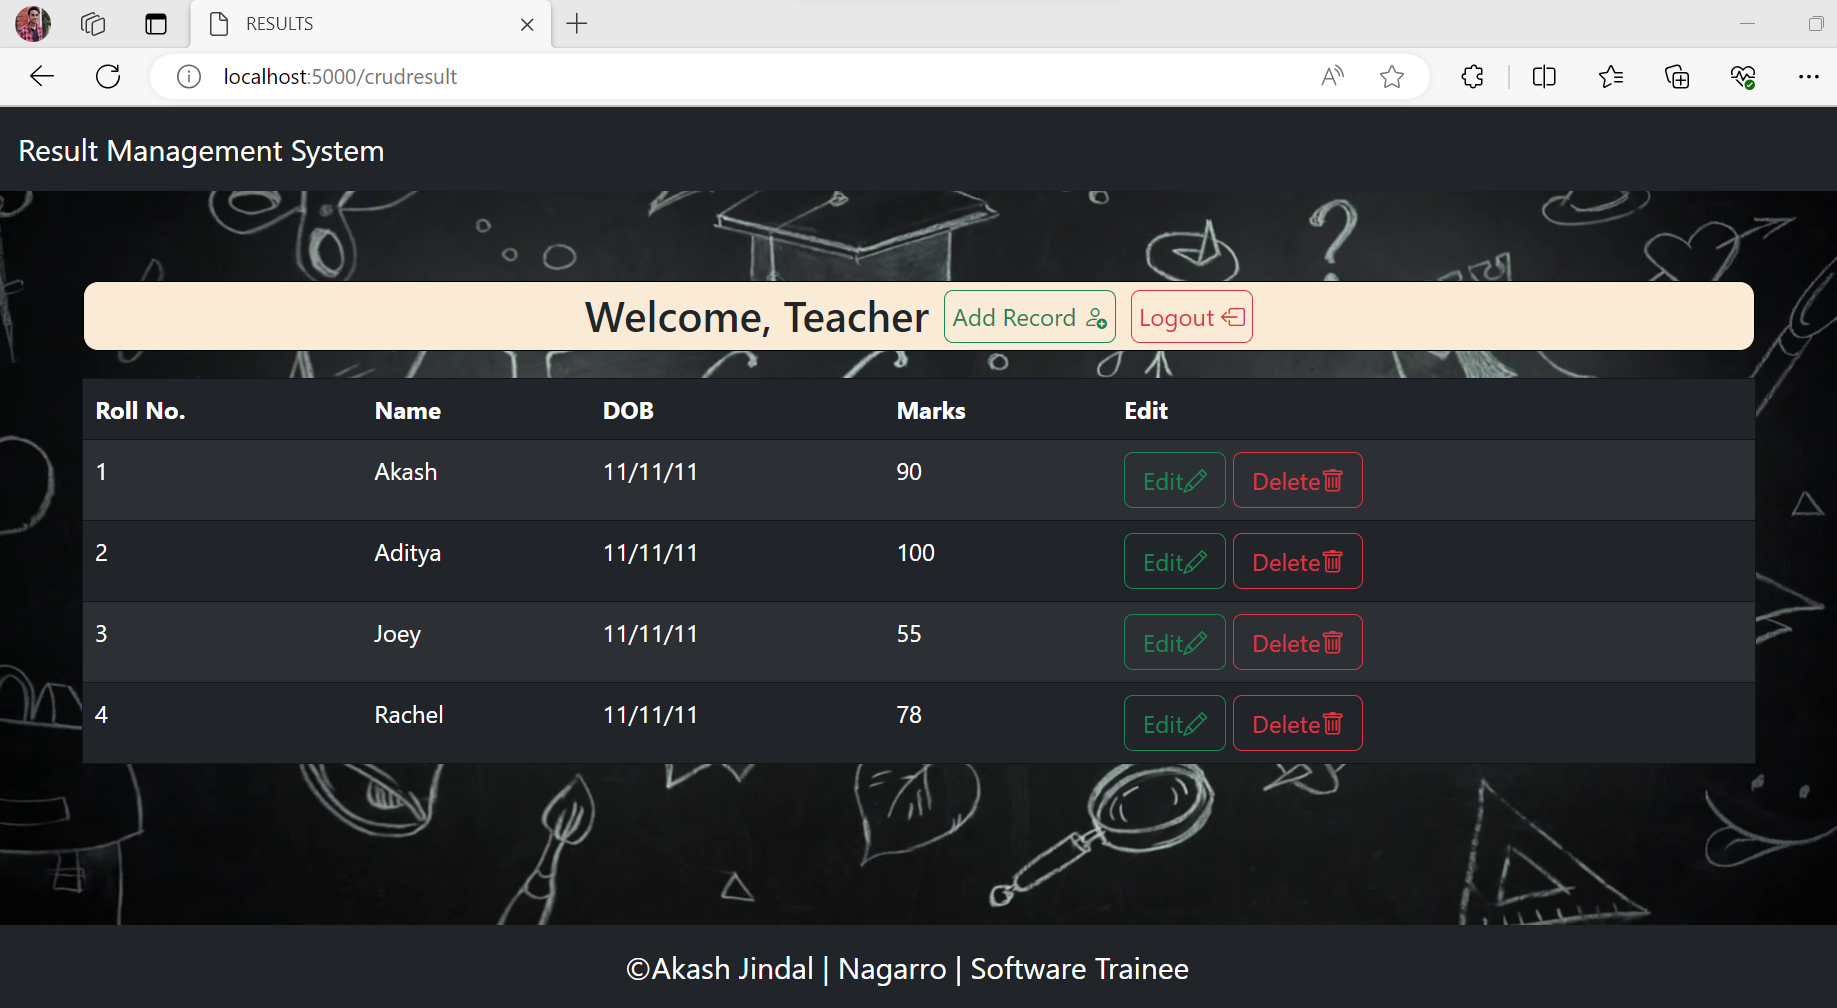 RESULTS
localhost:5000/crudresult
Result Management System
Welcome, Teacher Add Record Logout
Roll No. Name DOB Marks Edit
1 Akash 11/11/11 90 Edit Delete
2 Aditya 11/11/11 100 Edit Delete
3 Joey 11/11/11 55 Edit Delete
4 Rachel 11/11/11 78 Edit Delete
©Akash Jindal | Nagarro | Software Trainee